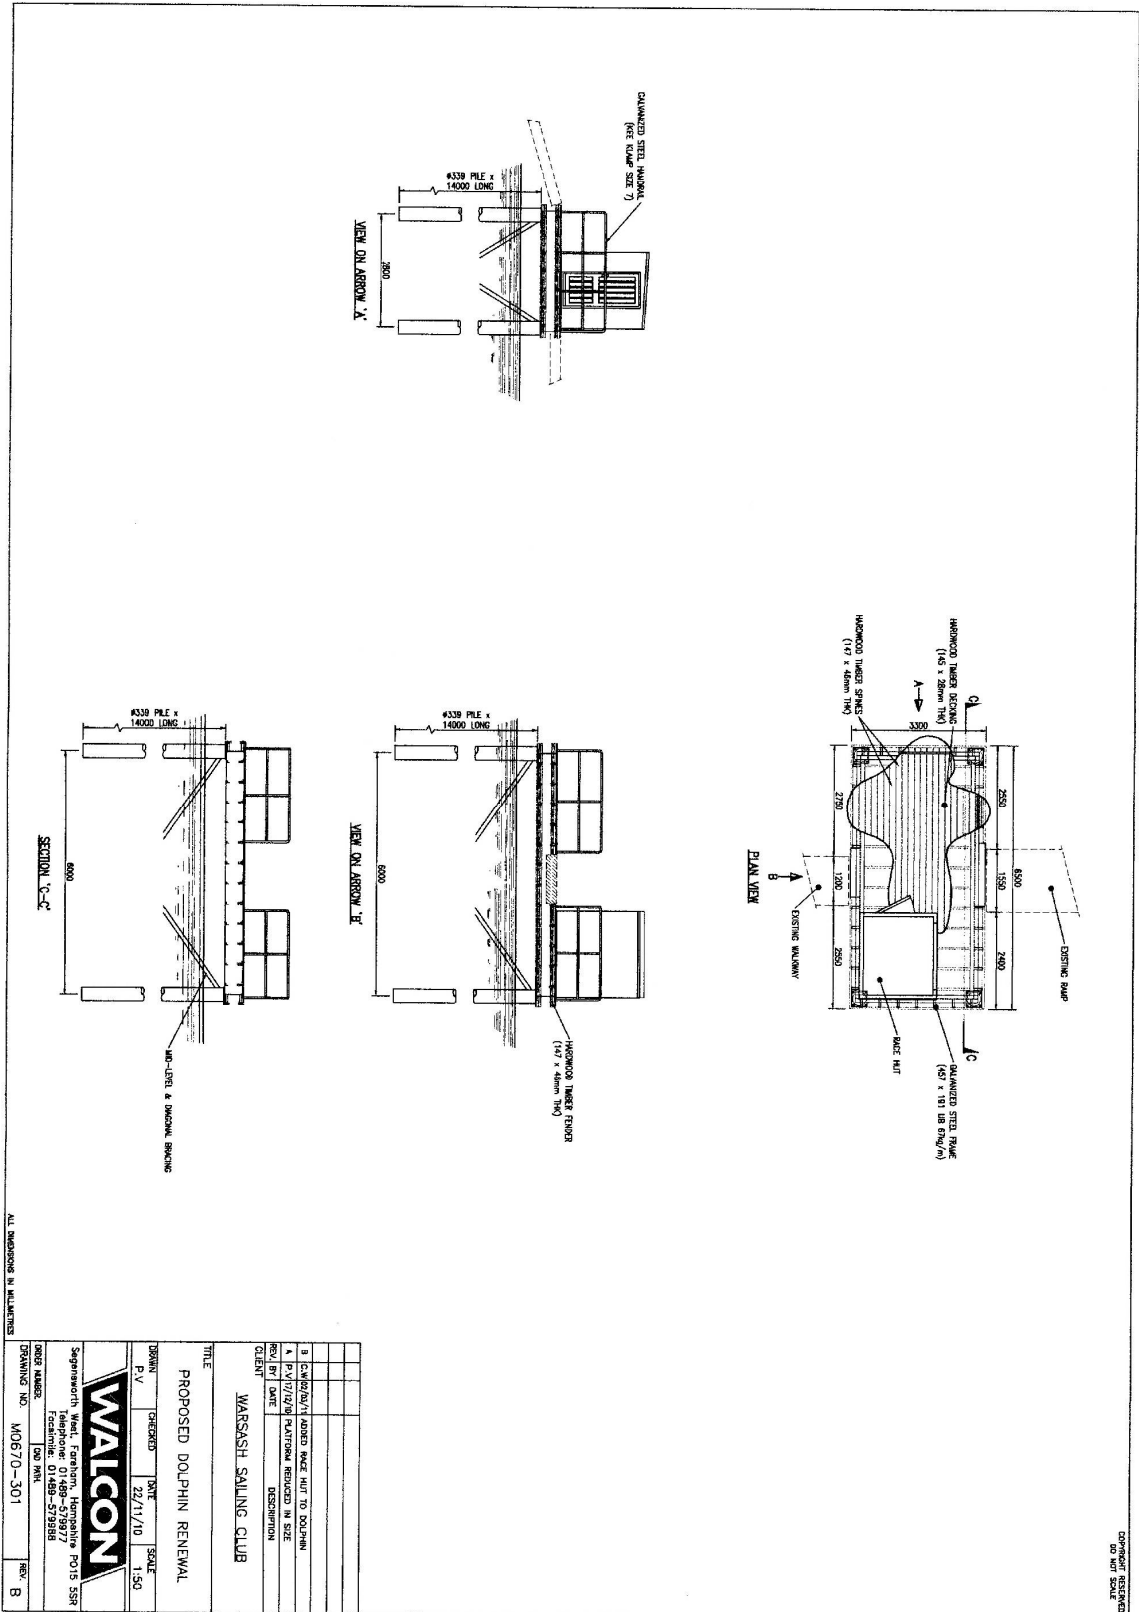 COPYRIGHT RESERVED
DO NOT SCALE
EXISTING RAMP
GALVANIZED STEEL FRAME
(457 x 191 UB 67kg/m)
RACE HUT
EXISTING WALKWAY
HARDWOOD TIMBER DECKING
(145 x 28mm THK)
HARDWOOD TIMBER SPINES
(147 x 48mm THK)
C
C
A
B
6500
2550
1550
2400
3300
2750
1200
2550
PLAN VIEW
GALVANIZED STEEL HANDRAIL
(KEE KLAMP SIZE 7)
ø339 PILE x
14000 LONG
2800
VIEW ON ARROW 'A'
HARDWOOD TIMBER FENDER
(147 x 48mm THK)
ø339 PILE x
14000 LONG
6000
VIEW ON ARROW 'B'
ø339 PILE x
14000 LONG
MID-LEVEL & DIAGONAL BRACING
6000
SECTION 'C-C'
ALL DIMENSIONS IN MILLIMETRES
B C.W 02/03/11 ADDED RACE HUT TO DOLPHIN
A P.V 17/12/10 PLATFORM REDUCED IN SIZE
REV. BY DATE DESCRIPTION
CLIENT
WARSASH SAILING CLUB
TITLE
PROPOSED DOLPHIN RENEWAL
DRAWN CHECKED DATE SCALE
P.V 22/11/10 1:50
WALCON
Segensworth West, Fareham, Hampshire PO15 5SR
Telephone: 01489-579977
Facsimile: 01489-579988
ORDER NUMBER. CAD PATH.
DRAWING NO. REV.
M0670-301 B